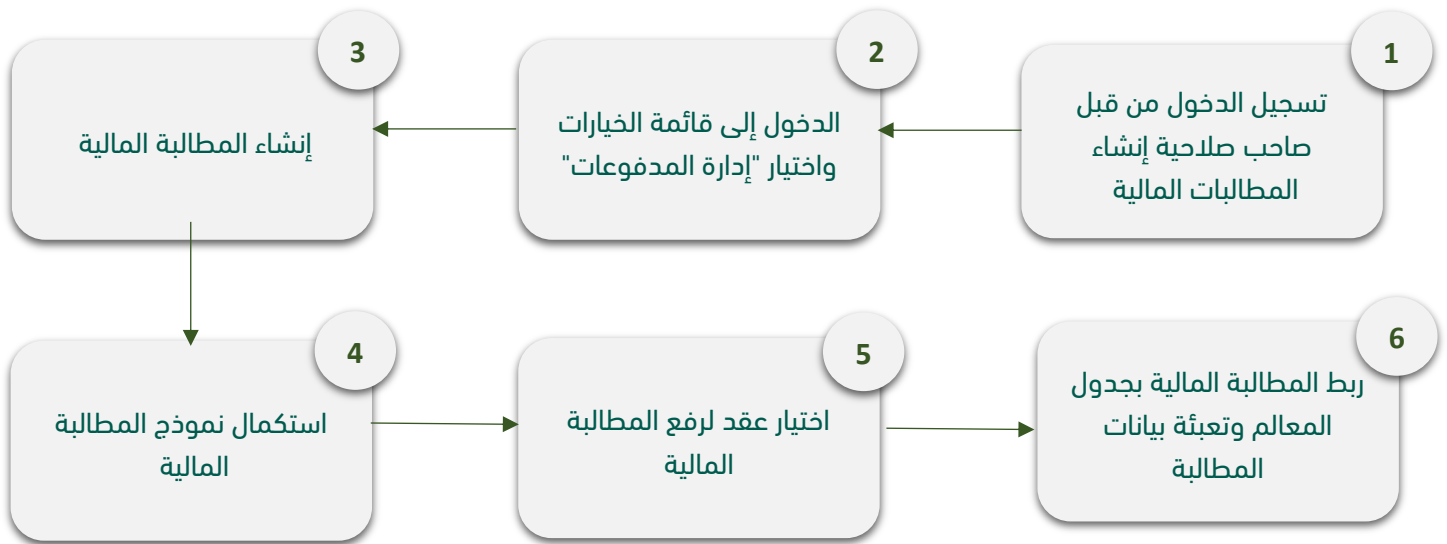 1
تسجيل الدخول من قبل
صاحب صلاحية إنشاء
المطالبات المالية
2
الدخول إلى قائمة الخيارات
واختيار "إدارة المدفوعات"
3
إنشاء المطالبة المالية
4
استكمال نموذج المطالبة
المالية
5
اختيار عقد لرفع المطالبة
المالية
6
ربط المطالبة المالية بجدول
المعالم وتعبئة بيانات
المطالبة